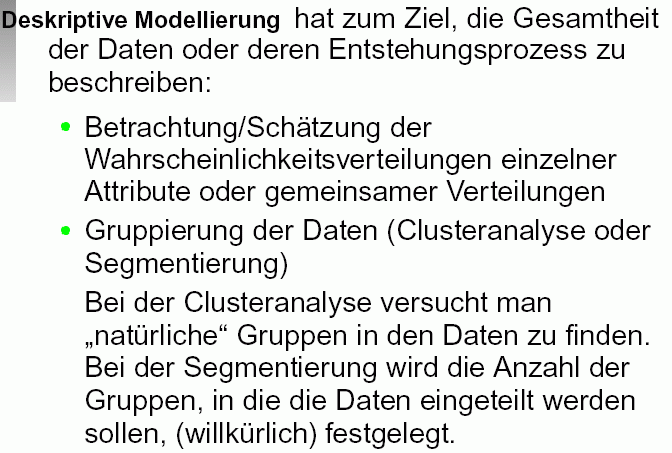 Deskriptive Modellierung hat zum Ziel, die Gesamtheit
der Daten oder deren Entstehungsprozess zu
beschreiben:
• Betrachtung/Schätzung der
Wahrscheinlichkeitsverteilungen einzelner
Attribute oder gemeinsamer Verteilungen
• Gruppierung der Daten (Clusteranalyse oder
Segmentierung)
Bei der Clusteranalyse versucht man
„natürliche“ Gruppen in den Daten zu finden.
Bei der Segmentierung wird die Anzahl der
Gruppen, in die die Daten eingeteilt werden
sollen, (willkürlich) festgelegt.